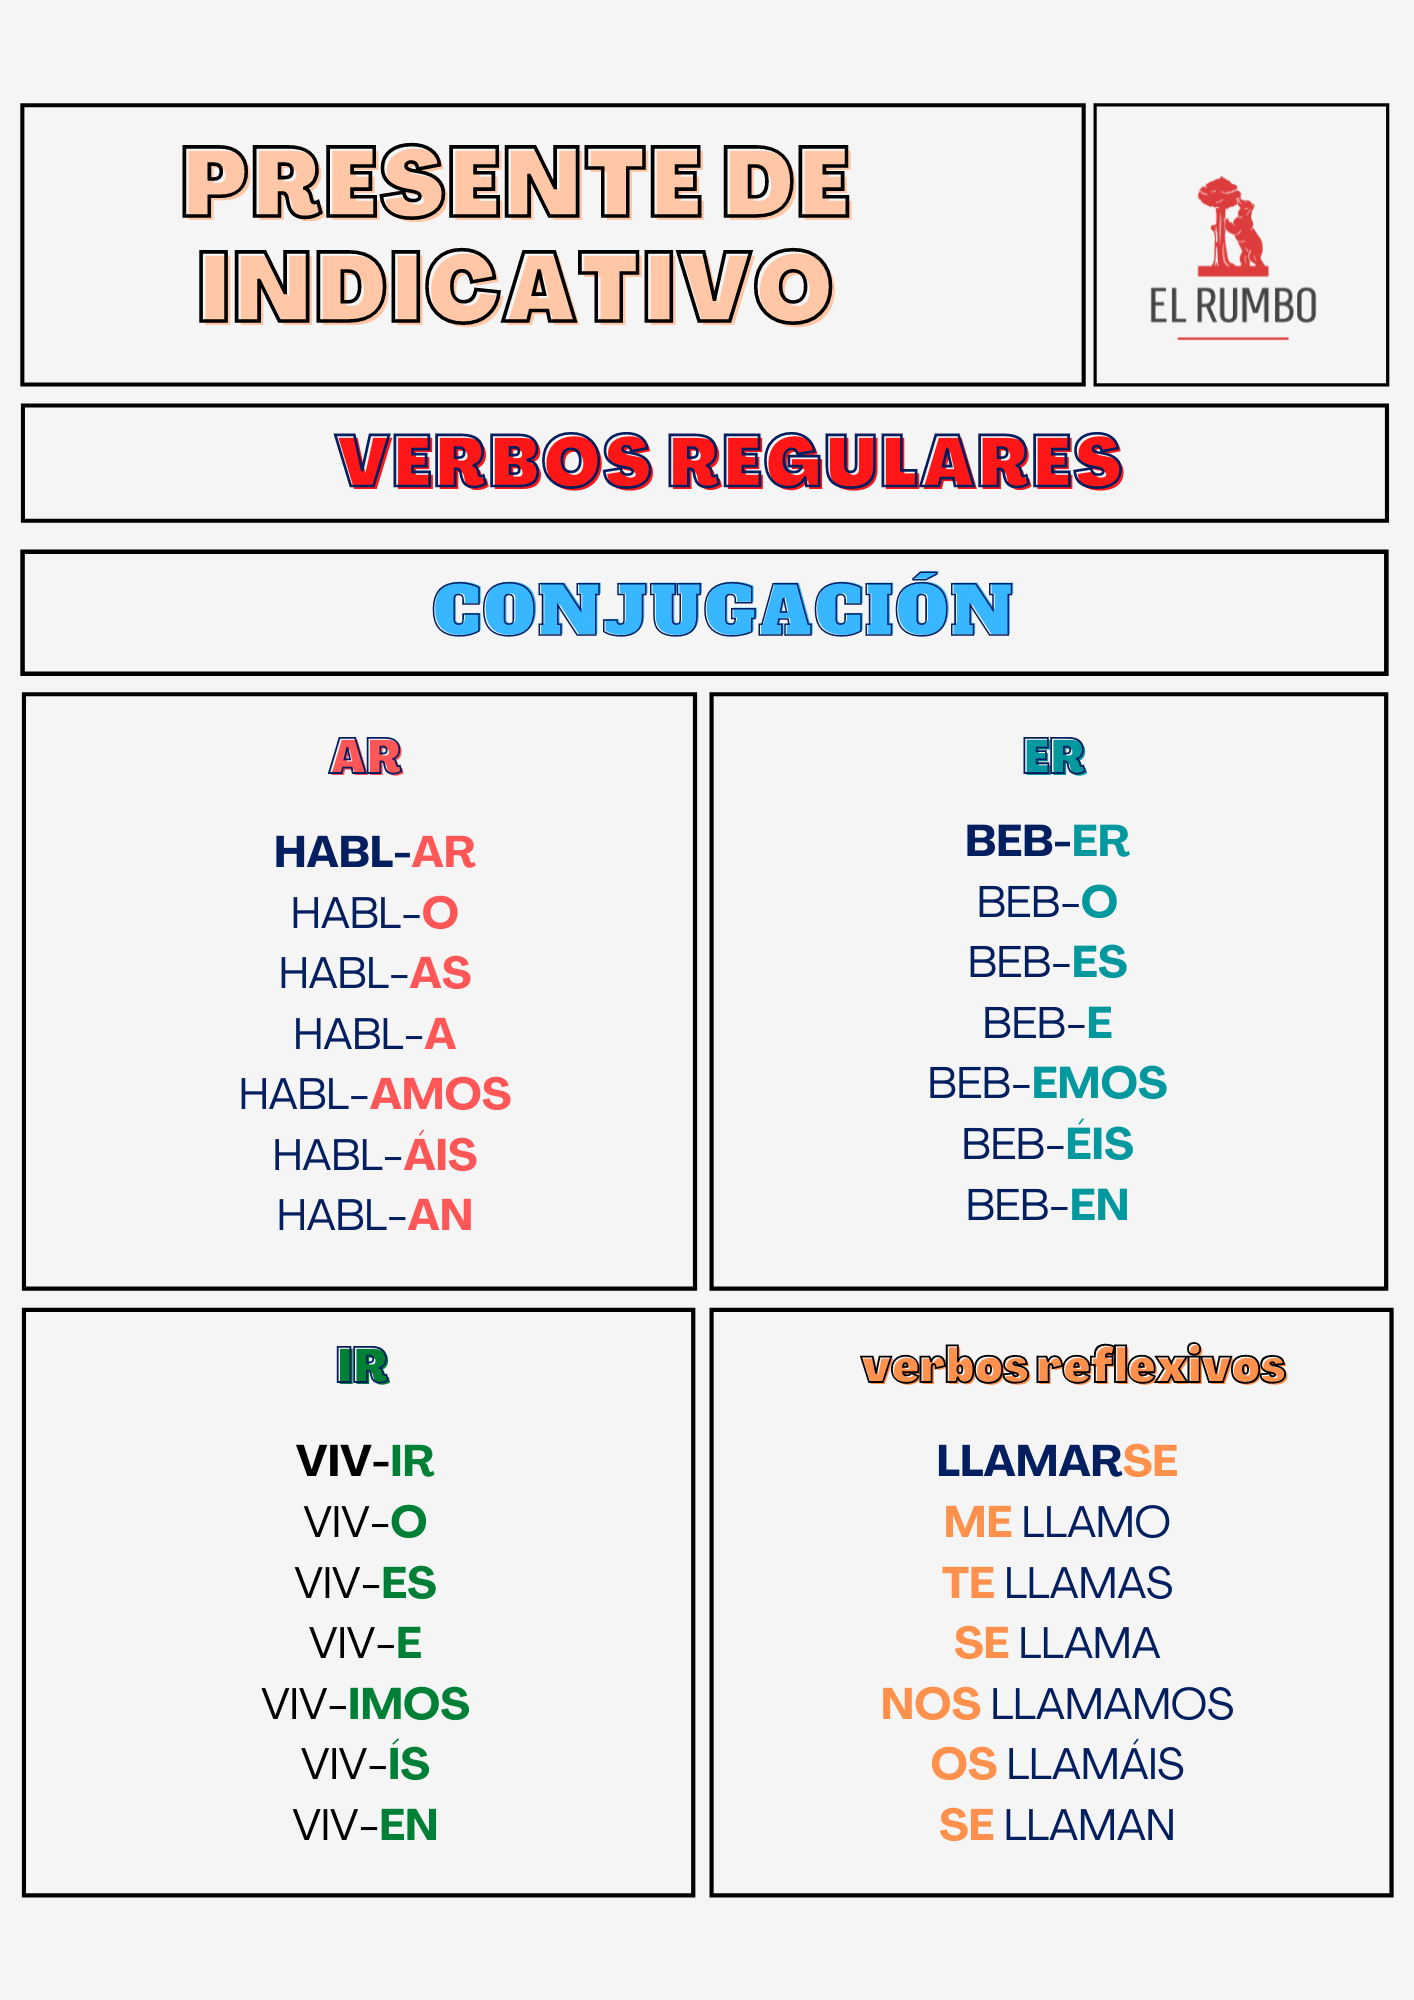 PRESENTE DE
INDICATIVO
EL RUMBO
VERBOS REGULARES
CONJUGACIÓN
AR
HABL-AR
HABL-O
HABL-AS
HABL-A
HABL-AMOS
HABL-ÁIS
HABL-AN
ER
BEB-ER
BEB-O
BEB-ES
BEB-E
BEB-EMOS
BEB-ÉIS
BEB-EN
IR
VIV-IR
VIV-O
VIV-ES
VIV-E
VIV-IMOS
VIV-ÍS
VIV-EN
verbos reflexivos
LLAMARSE
ME LLAMO
TE LLAMAS
SE LLAMA
NOS LLAMAMOS
OS LLAMÁIS
SE LLAMAN